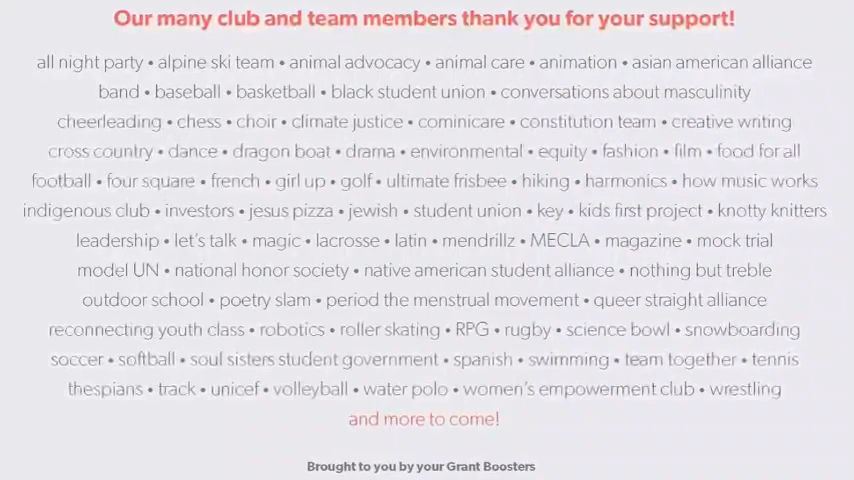 Our many club and team members thank you for your support!
all night party • alpine ski team • animal advocacy • animal care • animation • asian american alliance
band • baseball • basketball • black student union • conversations about masculinity
cheerleading • chess • choir • climate justice • cominicare • constitution team • creative writing
cross country • dance • dragon boat • drama • environmental • equity • fashion • film • food for all
football • four square • french • girl up • golf • ultimate frisbee • hiking • harmonics • how music works
indigenous club • investors • jesus pizza • jewish • student union • key • kids first project • knotty knitters
leadership • let's talk • magic • lacrosse • latin • mendrillz • MECLA • magazine • mock trial
model UN • national honor society • native american student alliance • nothing but treble
outdoor school • poetry slam • period the menstrual movement • queer straight alliance
reconnecting youth class • robotics • roller skating • RPG • rugby • science bowl • snowboarding
soccer • softball • soul sisters student government • spanish • swimming • team together • tennis
thespians • track • unicef • volleyball • water polo • women's empowerment club • wrestling
and more to come!
Brought to you by your Grant Boosters